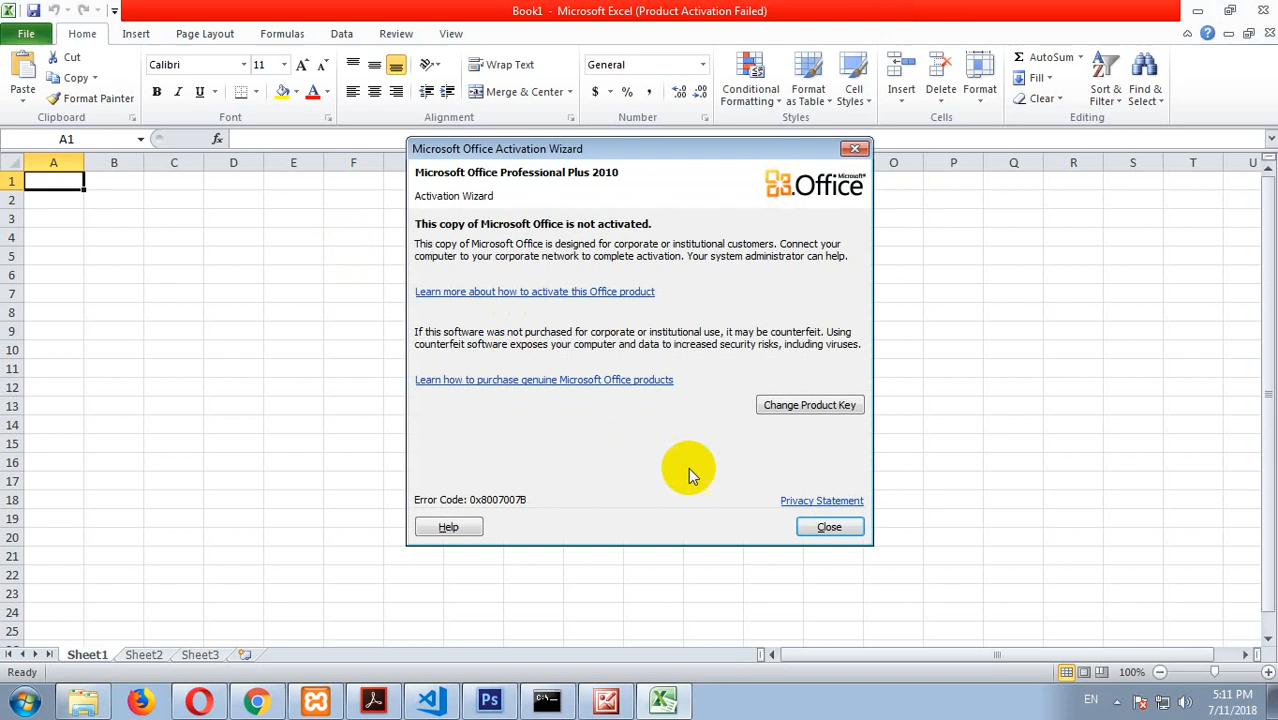 Book1 - Microsoft Excel (Product Activation Failed)
File Home Insert Page Layout Formulas Data Review View
Paste
Cut
Copy
Format Painter
Clipboard
Calibri 11
A A
B I U A
Font
Wrap Text
Merge & Center
Alignment
General
$ % ,
Number
Conditional Formatting
Format as Table
Cell Styles
Styles
Insert Delete Format
Cells
Σ AutoSum
Fill
Clear
Sort & Filter
Find & Select
Editing
A1 fx
A B C D E F O N P Q R S T U
1
2
3
4
5
6
7
8
9
10
11
12
13
14
15
16
17
18
19
20
21
22
23
24
25
Microsoft Office Activation Wizard
Microsoft Office Professional Plus 2010
Microsoft® Office
Activation Wizard
This copy of Microsoft Office is not activated.
This copy of Microsoft Office is designed for corporate or institutional customers. Connect your
computer to your corporate network to complete activation. Your system administrator can help.
Learn more about how to activate this Office product
If this software was not purchased for corporate or institutional use, it may be counterfeit. Using
counterfeit software exposes your computer and data to increased security risks, including viruses.
Learn how to purchase genuine Microsoft Office products
Change Product Key
Error Code: 0x8007007B
Privacy Statement
Help Close
Sheet1 Sheet2 Sheet3
Ready 100%
Ps
EN
5:11 PM
7/11/2018